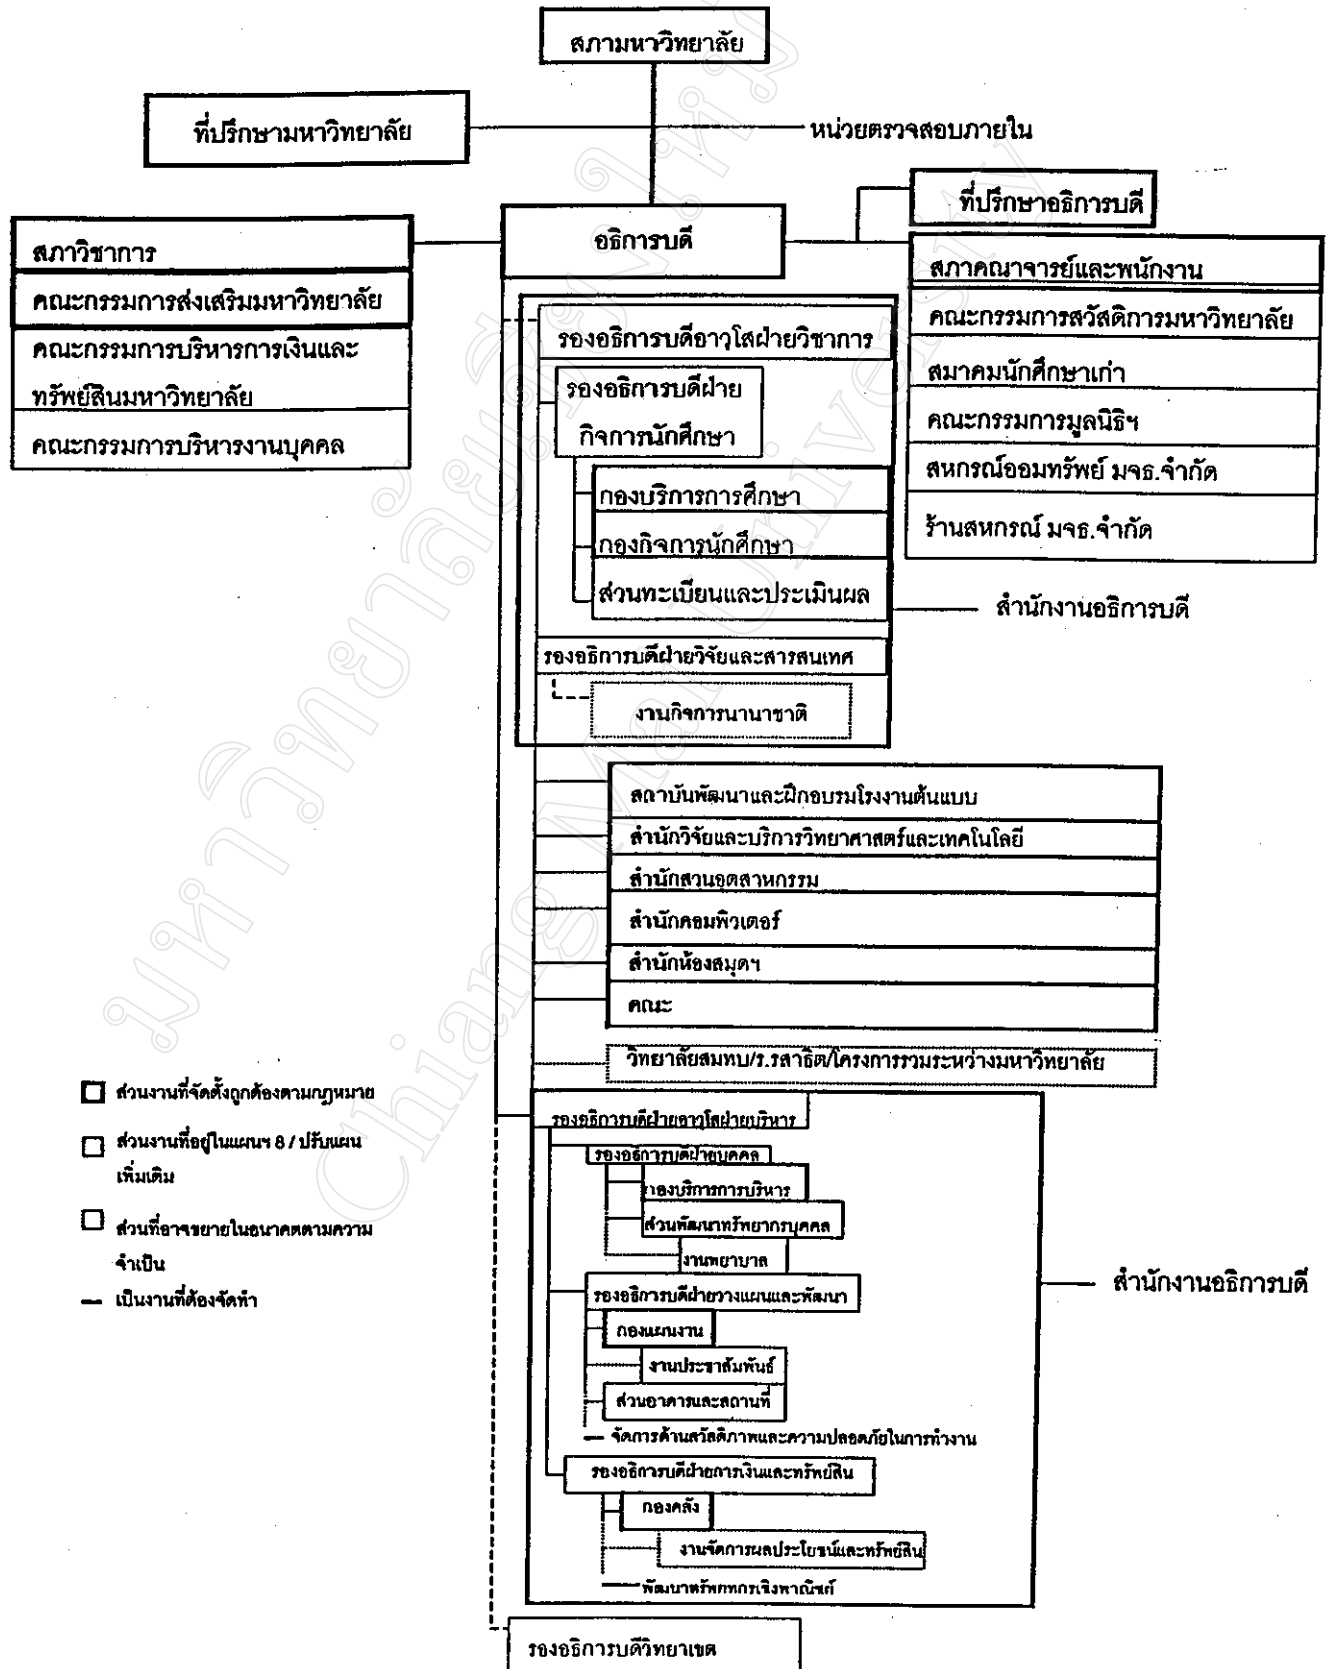 สภามหาวิทยาลัย
ที่ปรึกษามหาวิทยาลัย
หน่วยตรวจสอบภายใน
ที่ปรึกษาอธิการบดี
อธิการบดี
สภาวิชาการ
คณะกรรมการส่งเสริมมหาวิทยาลัย
คณะกรรมการบริหารการเงินและ
ทรัพย์สินมหาวิทยาลัย
คณะกรรมการบริหารงานบุคคล
สภาคณาจารย์และพนักงาน
คณะกรรมการสวัสดิการมหาวิทยาลัย
สมาคมนักศึกษาเก่า
คณะกรรมการมูลนิธิฯ
สหกรณ์ออมทรัพย์ มจธ.จำกัด
ร้านสหกรณ์ มจธ.จำกัด
รองอธิการบดีอาวุโสฝ่ายวิชาการ
รองอธิการบดีฝ่าย
กิจการนักศึกษา
กองบริการการศึกษา
กองกิจการนักศึกษา
ส่วนทะเบียนและประเมินผล
สำนักงานอธิการบดี
รองอธิการบดีฝ่ายวิจัยและสารสนเทศ
งานกิจการนานาชาติ
สถาบันพัฒนาและฝึกอบรมโรงงานต้นแบบ
สำนักวิจัยและบริการวิทยาศาสตร์และเทคโนโลยี
สำนักสวนอุตสาหกรรม
สำนักคอมพิวเตอร์
สำนักห้องสมุดฯ
คณะ
วิทยาลัยสมทบ/ร.รสาธิต/โครงการรวมระหว่างมหาวิทยาลัย
รองอธิการบดีฝ่ายอาวุโสฝ่ายบริหาร
รองอธิการบดีฝ่ายบุคคล
กองบริการการบริหาร
ส่วนพัฒนาทรัพยากรบุคคล
งานพยาบาล
รองอธิการบดีฝ่ายวางแผนและพัฒนา
กองแผนงาน
งานประชาสัมพันธ์
ส่วนอาคารและสถานที่
จัดการด้านสวัสดิภาพและความปลอดภัยในการทำงาน
รองอธิการบดีฝ่ายการเงินและทรัพย์สิน
กองคลัง
งานจัดการผลประโยชน์และทรัพย์สิน
สำนักงานอธิการบดี
รองอธิการบดีวิทยาเขต
ส่วนงานที่จัดตั้งถูกต้องตามกฎหมาย
ส่วนงานที่อยู่ในแผนฯ 8 / ปรับแผน
เพิ่มเติม
ส่วนที่อาจขยายในอนาคตตามความ
จำเป็น
เป็นงานที่ต้องจัดทำ
มหาวิทยาลัยเชียงใหม่
Chiang Mai University